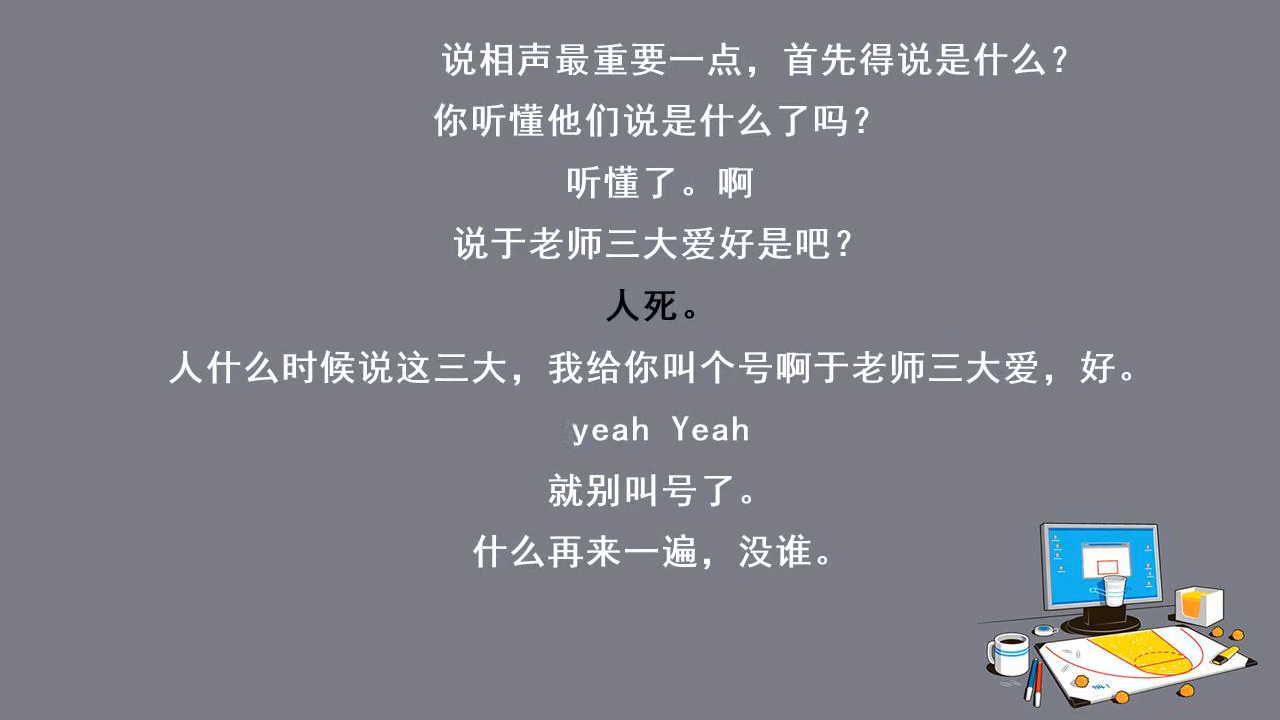 说相声最重要一点，首先得说是什么？
你听懂他们说是什么了吗？
听懂了。啊
说于老师三大爱好是吧？
人死。
人什么时候说这三大，我给你叫个号啊于老师三大爱，好。
yeah Yeah
就别叫号了。
什么再来一遍，没谁。